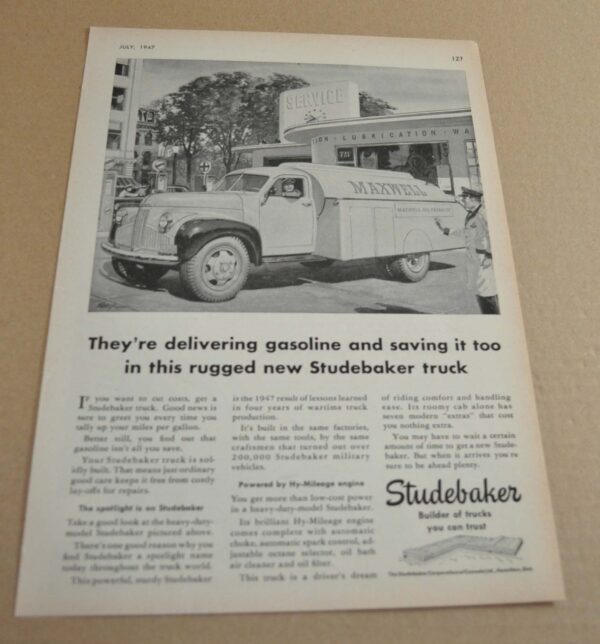 JULY, 1947
127
SERVICE
LUBRICATION - WA
MAXWELL
They're delivering gasoline and saving it too
in this rugged new Studebaker truck
If you want to cut costs, get a
Studebaker truck. Good news is
sure to greet you every time you
tally up your miles per gallon.
Better still, you find out that
gasoline isn't all you save.
Your Studebaker truck is sol-
idly built. That means just ordinary
good care keeps it free from costly
lay-offs for repairs.
The spotlight is on Studebaker
Take a good look at the heavy-duty-
model Studebaker pictured above.
There's one good reason why you
find Studebaker a spotlight name
today throughout the truck world.
This powerful, sturdy Studebaker
is the 1947 result of lessons learned
in four years of wartime truck
production.
It's built in the same factories,
with the same tools, by the same
craftsmen that turned out over
200,000 Studebaker military
vehicles.
Powered by Hy-Mileage engine
You get more than low-cost power
in a heavy-duty-model Studebaker.
Its brilliant Hy-Mileage engine
comes complete with automatic
choke, automatic spark control, ad-
justable octane selector, oil bath
air cleaner and oil filter.
This truck is a driver's dream
of riding comfort and handling
ease. Its roomy cab alone has
seven modern "extras" that cost
you nothing extra.
You may have to wait a certain
amount of time to get a new Stude-
baker. But when it arrives you're
sure to be ahead plenty.
Studebaker
Builder of trucks
you can trust
The Studebaker Corporation of Canada Ltd., Hamilton, Ont.